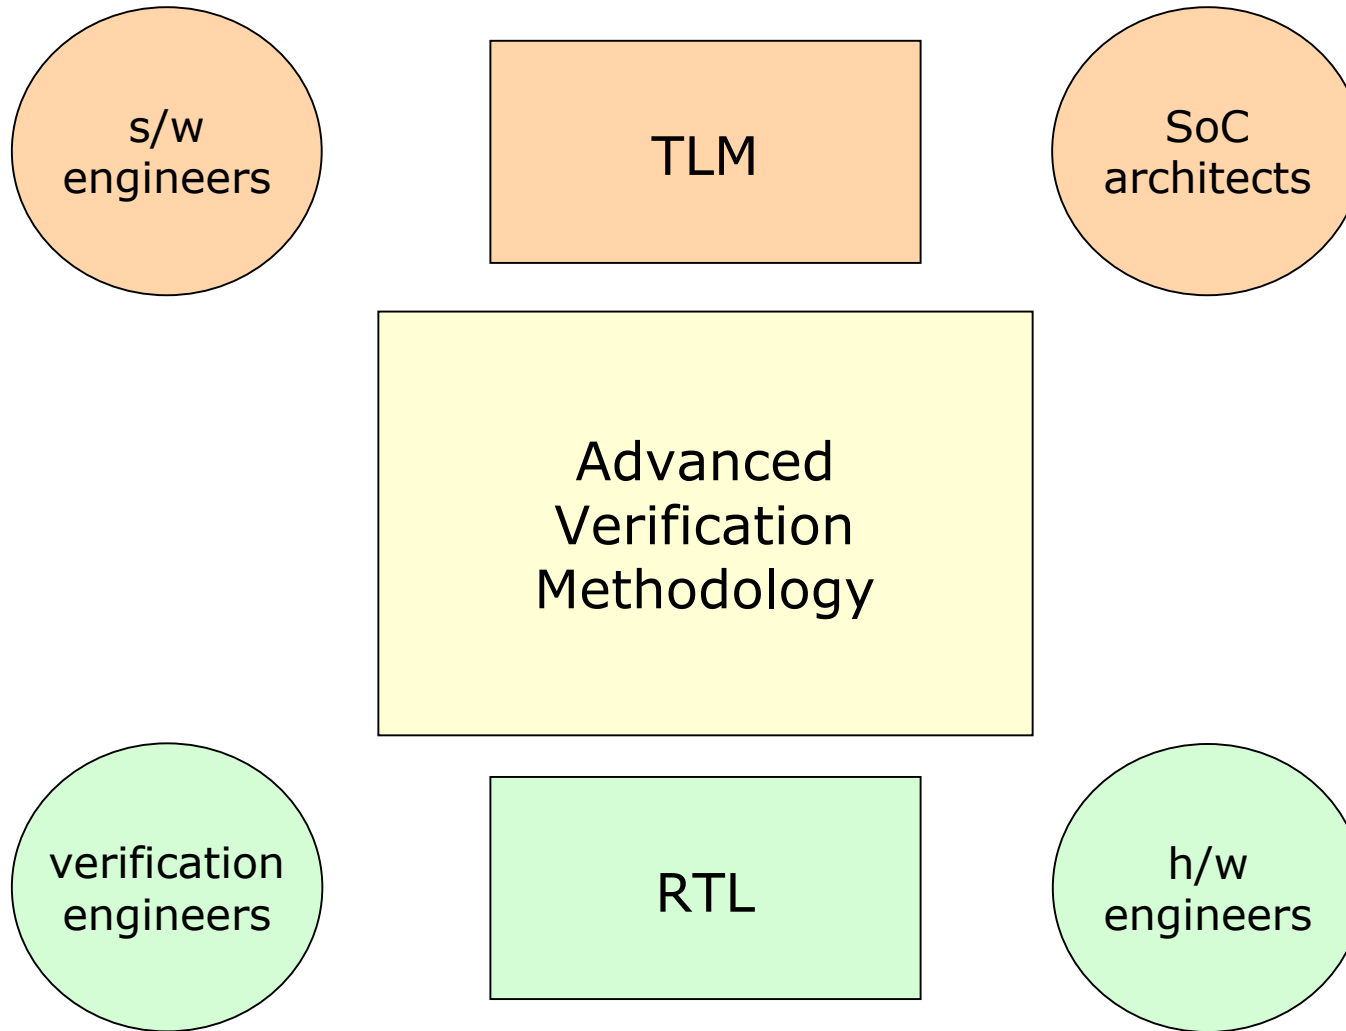 s/w
engineers
TLM
SoC
architects
Advanced
Verification
Methodology
verification
engineers
RTL
h/w
engineers